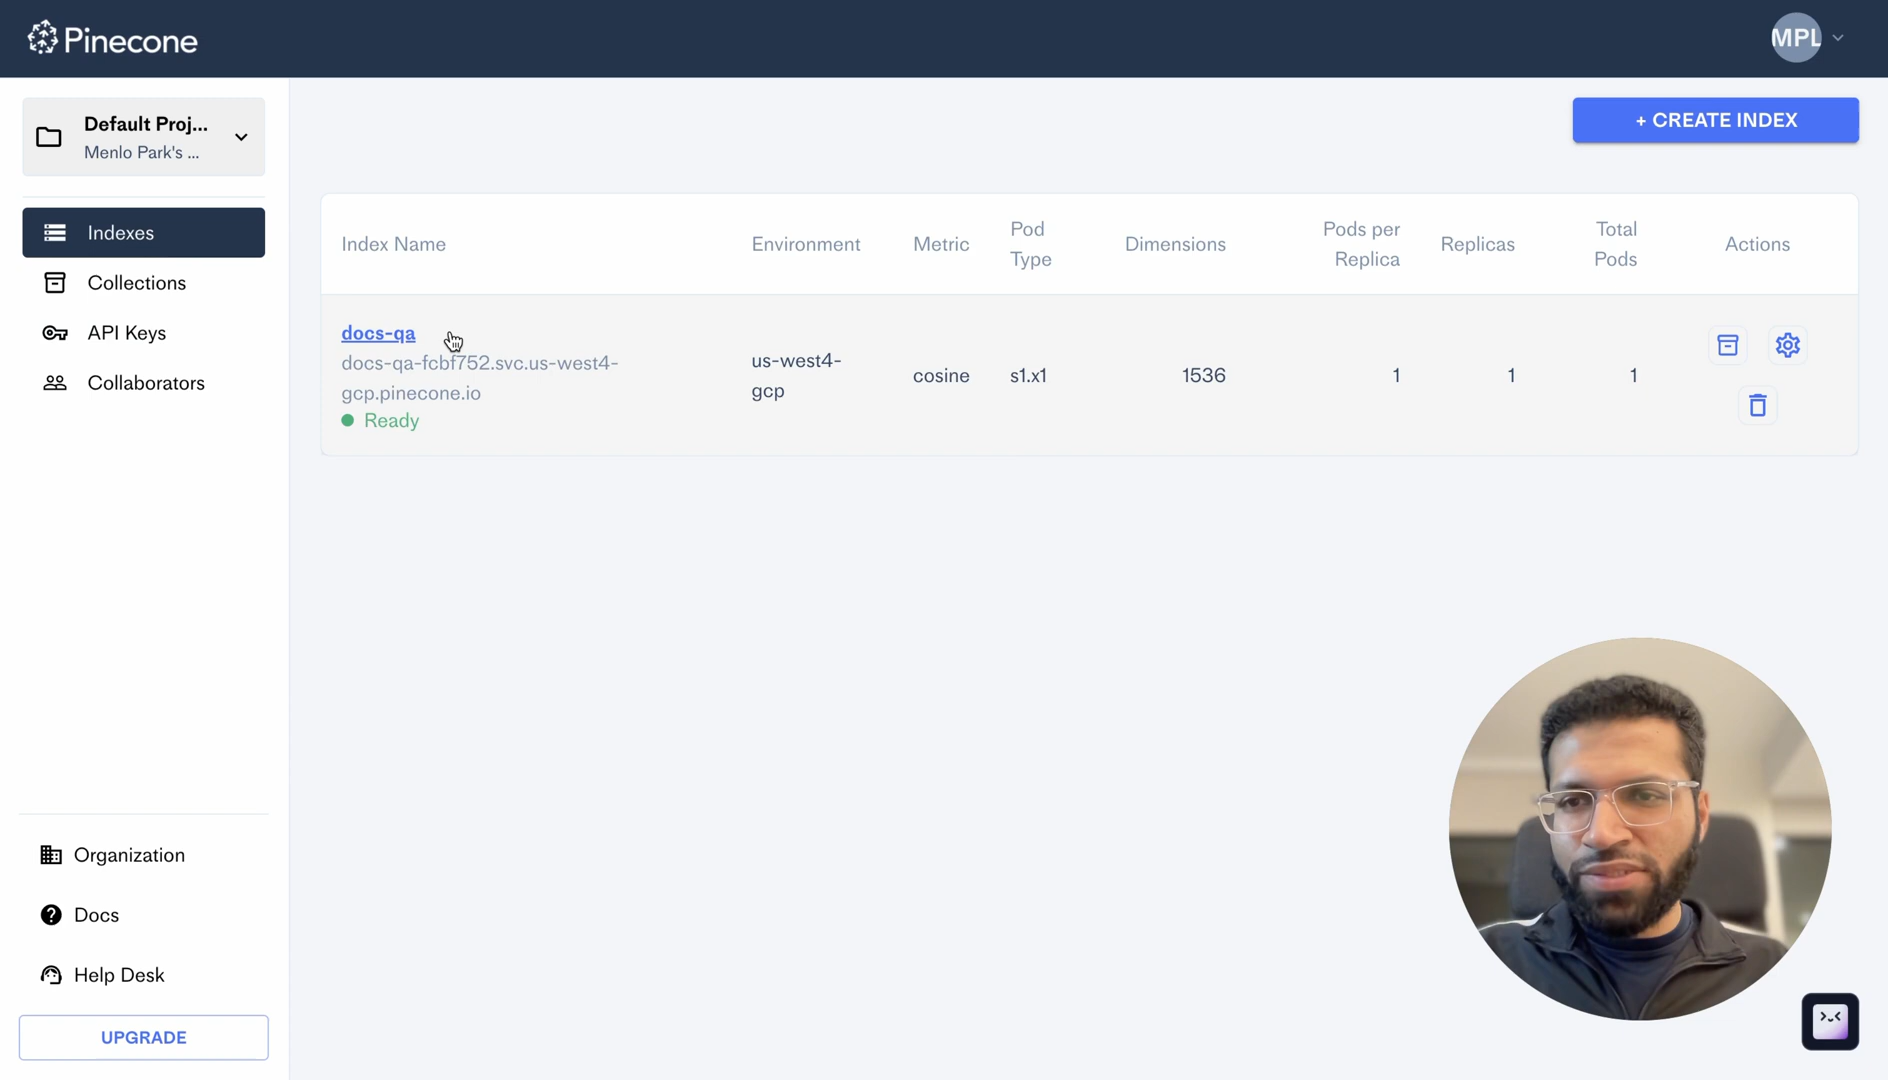 Pinecone
MPL
Default Proj...
Menlo Park's ...
+ CREATE INDEX
Indexes
Collections
API Keys
Collaborators
Index Name
Environment
Metric
Pod
Type
Dimensions
Pods per
Replica
Replicas
Total
Pods
Actions
docs-qa
docs-qa-fcbf752.svc.us-west4-
gcp.pinecone.io
Ready
us-west4-
gcp
cosine
s1.x1
1536
1
1
1
Organization
Docs
Help Desk
UPGRADE